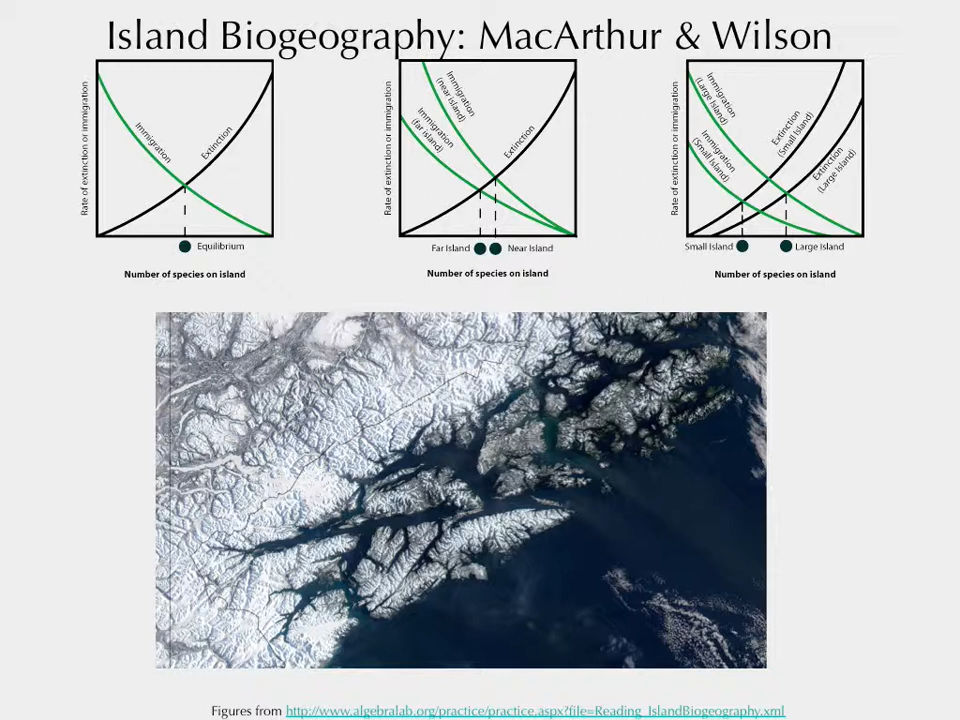 Island Biogeography: MacArthur & Wilson
Rate of extinction or immigration
Immigration
Extinction
Equilibrium
Number of species on island
Rate of extinction or immigration
Immigration
(near island)
Immigration
(far island)
Extinction
Far Island
Near Island
Number of species on island
Rate of extinction or immigration
Immigration
(Large Island)
Immigration
(Small Island)
Extinction
(Small Island)
Extinction
(Large Island)
Small Island
Large Island
Number of species on island
Figures from http://www.algebralab.org/practice/practice.aspx?file=Reading_IslandBiogeography.xml